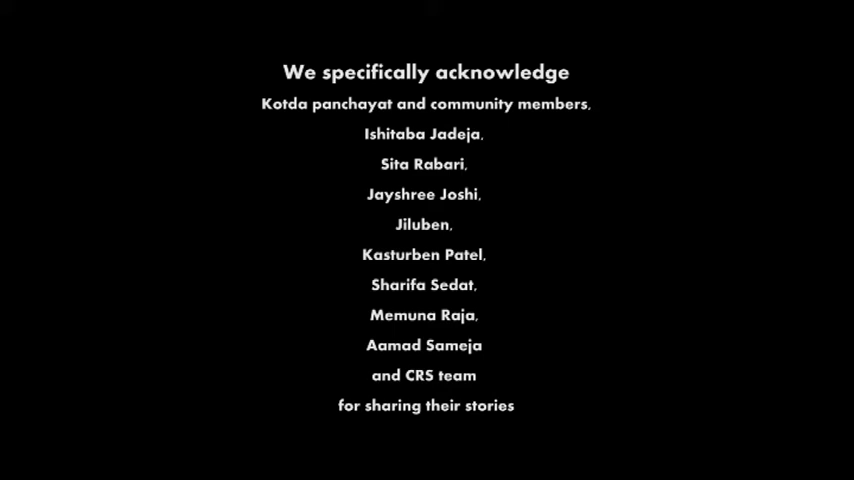 We specifically acknowledge
Kotda panchayat and community members,
Ishitaba Jadeja,
Sita Rabari,
Jayshree Joshi,
Jiluben,
Kasturben Patel,
Sharifa Sedat,
Memuna Raja,
Aamad Sameja
and CRS team
for sharing their stories